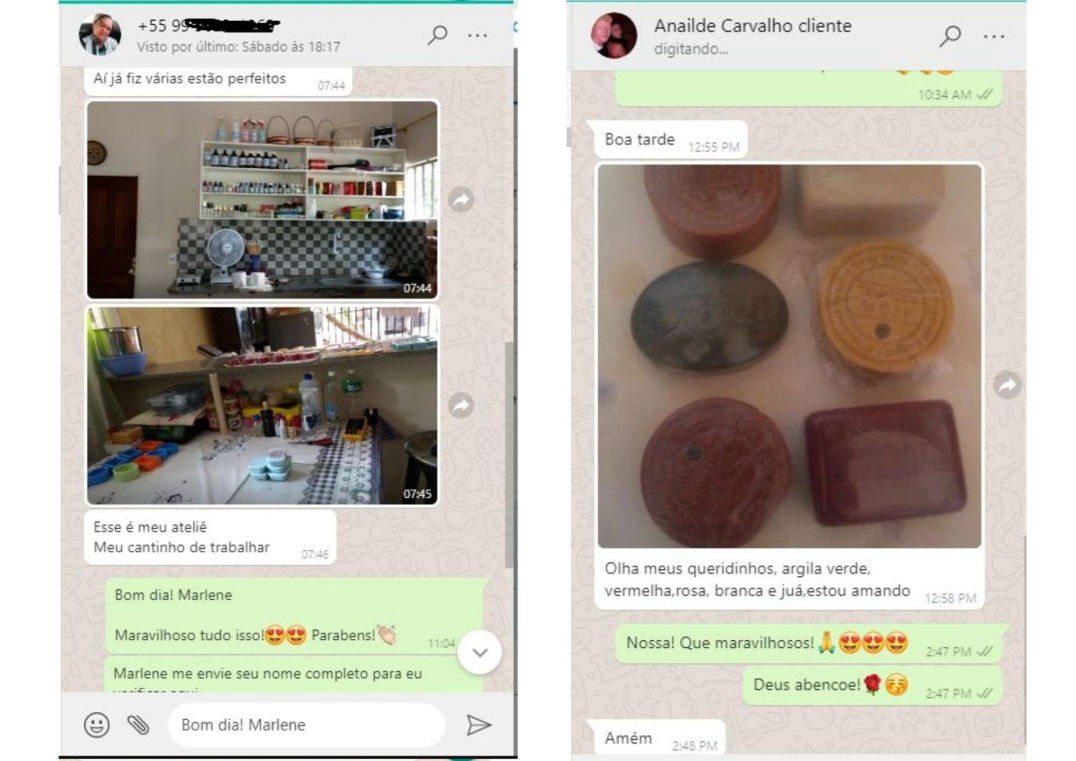 +55 99
Visto por último: Sábado às 18:17
Aí já fiz várias estão perfeitos
07:44
07:44
07:45
Esse é meu ateliê
Meu cantinho de trabalhar
07:46
Bom dia! Marlene
Maravilhoso tudo isso!😍😍 Parabens!👏🏻
11:04
Marlene me envie seu nome completo para eu
verificar aqui
Bom dia! Marlene
Anailde Carvalho cliente
digitando...
10:34 AM
Boa tarde
12:55 PM
Olha meus queridinhos, argila verde,
vermelha,rosa, branca e juá,estou amando
12:58 PM
Nossa! Que maravilhosos!🙏😍😍😍
2:47 PM
Deus abencoe!🌹😚
2:47 PM
Amém
2:48 PM